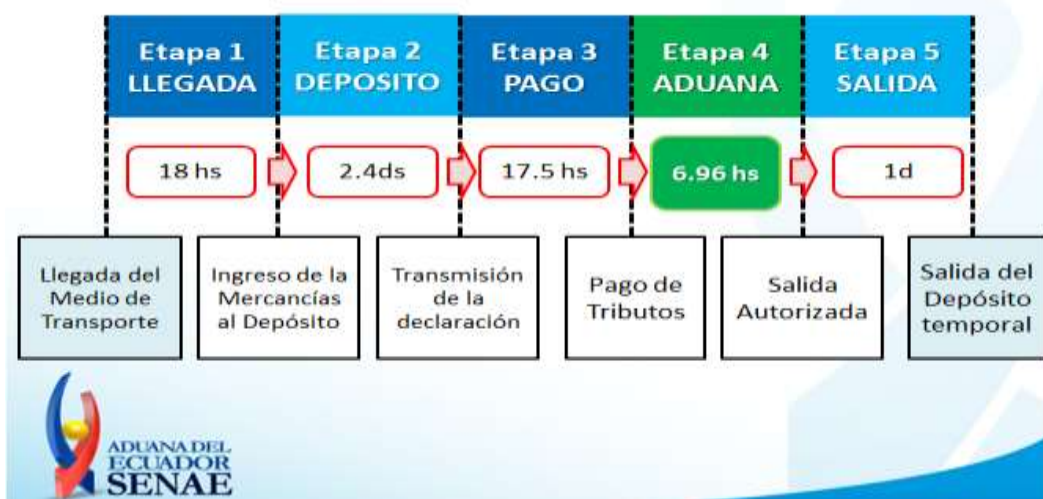 Etapa 1
LLEGADA
Etapa 2
DEPOSITO
Etapa 3
PAGO
Etapa 4
ADUANA
Etapa 5
SALIDA
18 hs
2.4ds
17.5 hs
6.96 hs
1d
Llegada del
Medio de
Transporte
Ingreso de la
Mercancías
al Depósito
Transmisión
de la
declaración
Pago de
Tributos
Salida
Autorizada
Salida del
Depósito
temporal
ADUANA DEL
ECUADOR
SENAE